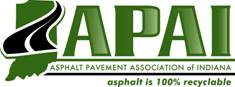 APAI
ASPHALT PAVEMENT ASSOCIATION of INDIANA
asphalt is 100% recyclable